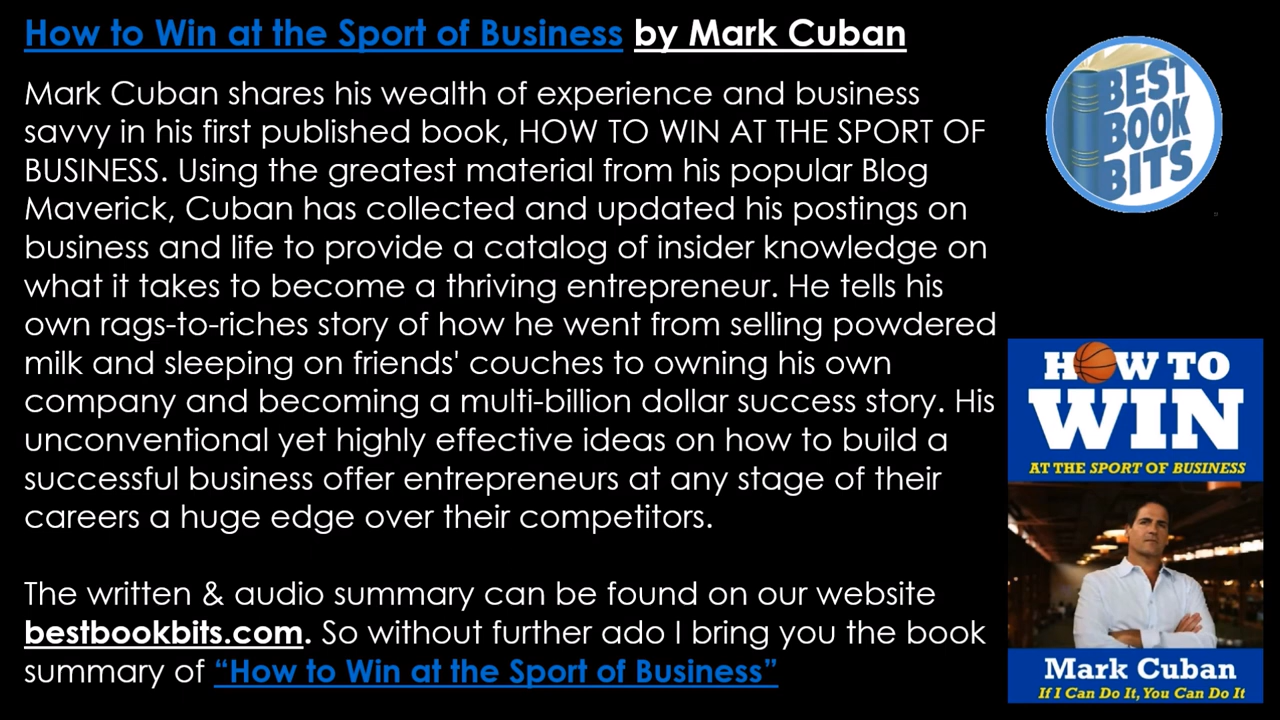 How to Win at the Sport of Business by Mark Cuban
Mark Cuban shares his wealth of experience and business
savvy in his first published book, HOW TO WIN AT THE SPORT OF
BUSINESS. Using the greatest material from his popular Blog
Maverick, Cuban has collected and updated his postings on
business and life to provide a catalog of insider knowledge on
what it takes to become a thriving entrepreneur. He tells his
own rags-to-riches story of how he went from selling powdered
milk and sleeping on friends' couches to owning his own
company and becoming a multi-billion dollar success story. His
unconventional yet highly effective ideas on how to build a
successful business offer entrepreneurs at any stage of their
careers a huge edge over their competitors.
The written & audio summary can be found on our website
bestbookbits.com. So without further ado I bring you the book
summary of “How to Win at the Sport of Business”
BEST
BOOK
BITS
HOW TO
WIN
AT THE SPORT OF BUSINESS
Mark Cuban
If I Can Do It, You Can Do It